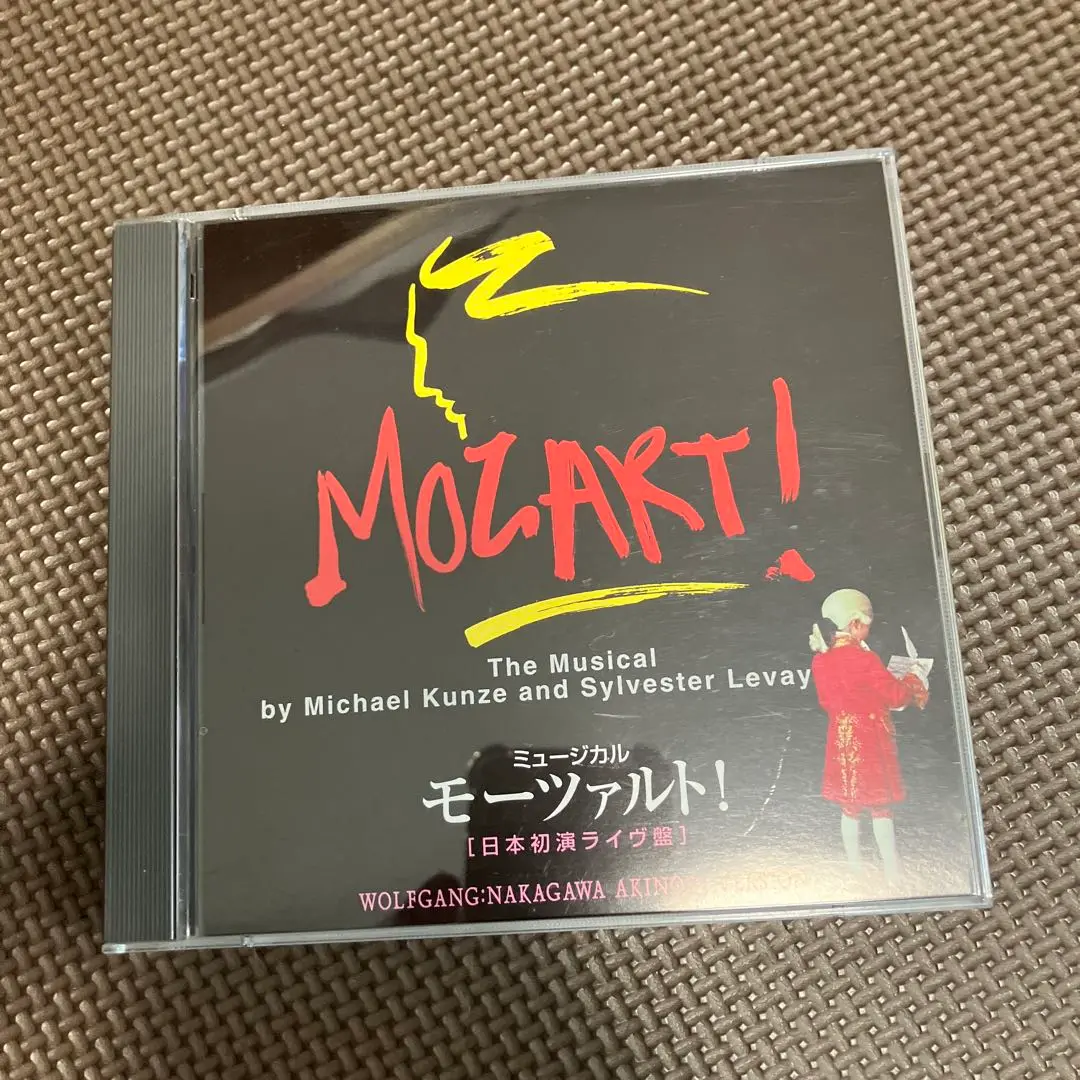 MOZART!
The Musical
by Michael Kunze and Sylvester Levay
ミュージカル
モーツァルト!
[日本初演ライヴ盤]
WOLFGANG:NAKAGAWA AKINORI VERSION